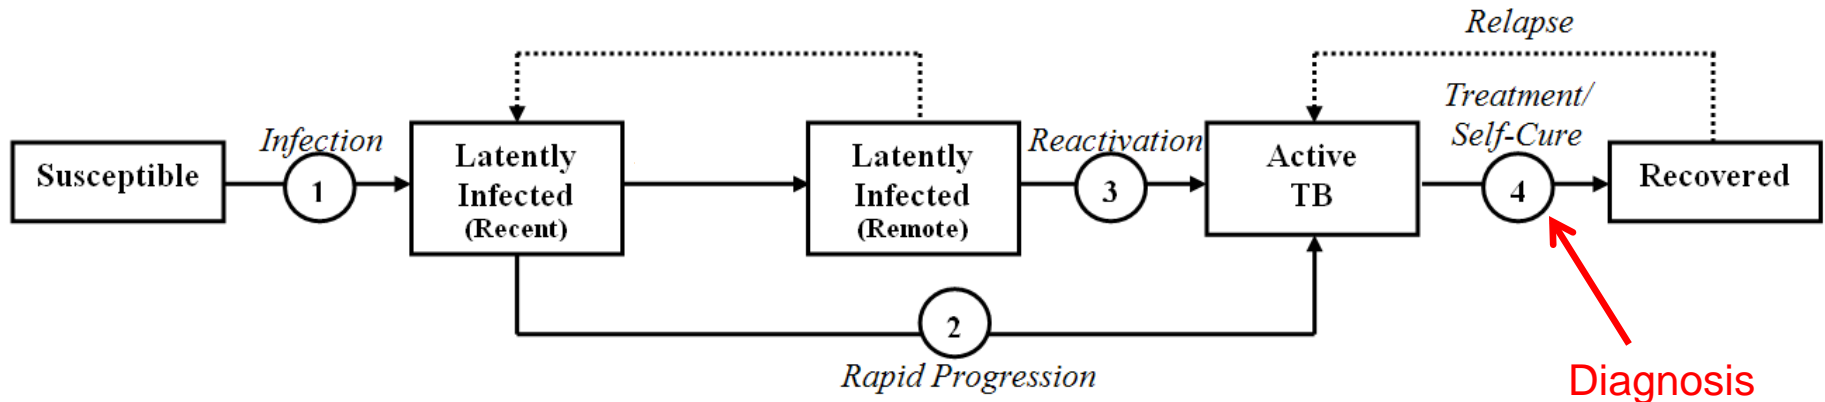 Relapse
Treatment/
Self-Cure
Infection
Reactivation
Susceptible
1
Latently
Infected
(Recent)
Latently
Infected
(Remote)
3
Active
TB
4
Recovered
2
Rapid Progression
Diagnosis